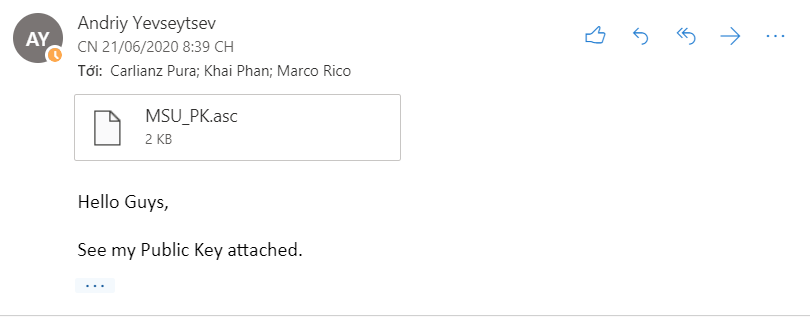 AY
Andriy Yevseytsev
CN 21/06/2020 8:39 CH
Tới: Carlianz Pura; Khai Phan; Marco Rico
MSU_PK.asc
2 KB
Hello Guys,
See my Public Key attached.